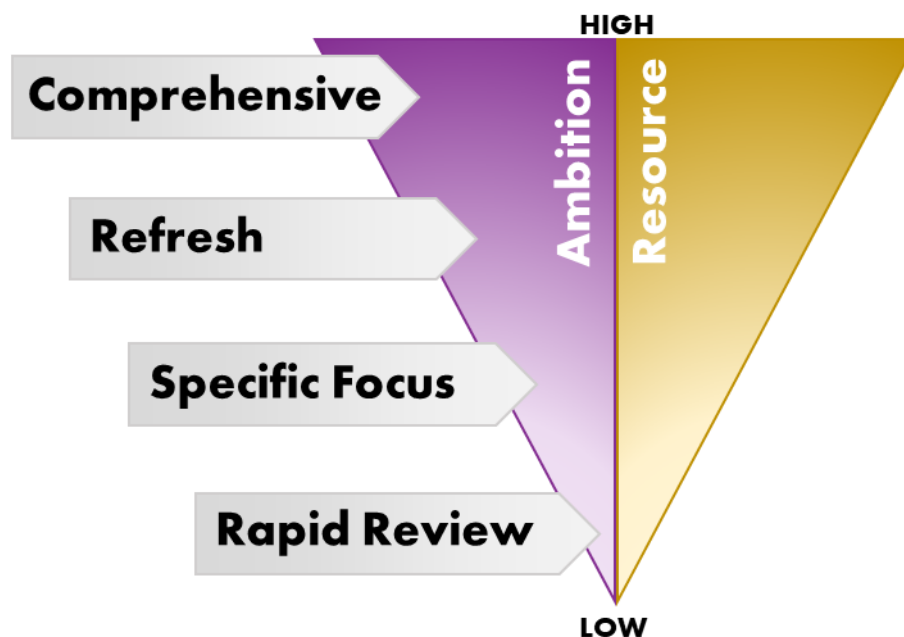 HIGH
Comprehensive
Ambition
Resource
Refresh
Specific Focus
Rapid Review
LOW